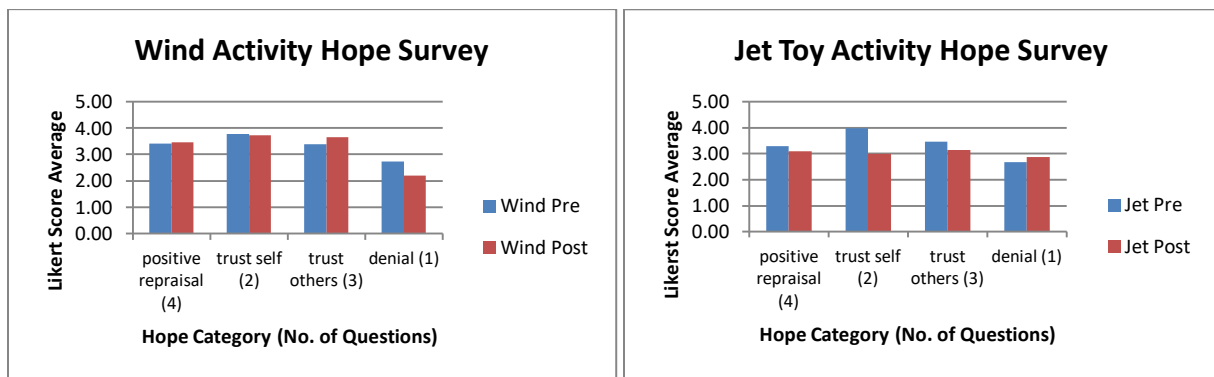 Wind Activity Hope Survey
Likert Score Average
5.00
4.00
3.00
2.00
1.00
0.00
positive
repraisal
(4)
trust self
(2)
trust
others (3)
denial (1)
Wind Pre
Wind Post
Hope Category (No. of Questions)
Jet Toy Activity Hope Survey
Likerst Score Average
5.00
4.00
3.00
2.00
1.00
0.00
positive
repraisal
(4)
trust self
(2)
trust
others (3)
denial (1)
Jet Pre
Jet Post
Hope Category (No. of Questions)